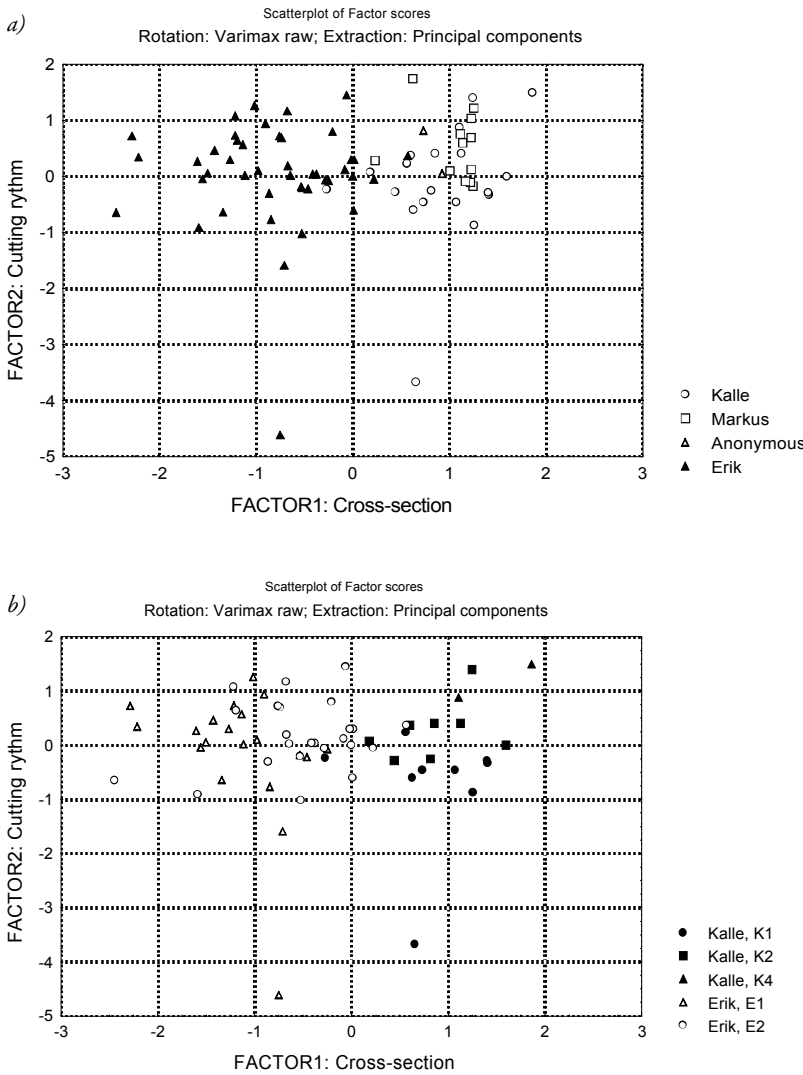 a)
Scatterplot of Factor scores
Rotation: Varimax raw; Extraction: Principal components
FACTOR2: Cutting rythm
2
1
0
-1
-2
-3
-4
-5
-3 -2 -1 0 1 2 3
FACTOR1: Cross-section
Kalle
Markus
Anonymous
Erik
b)
Scatterplot of Factor scores
Rotation: Varimax raw; Extraction: Principal components
FACTOR2: Cutting rythm
2
1
0
-1
-2
-3
-4
-5
-3 -2 -1 0 1 2 3
FACTOR1: Cross-section
Kalle, K1
Kalle, K2
Kalle, K4
Erik, E1
Erik, E2